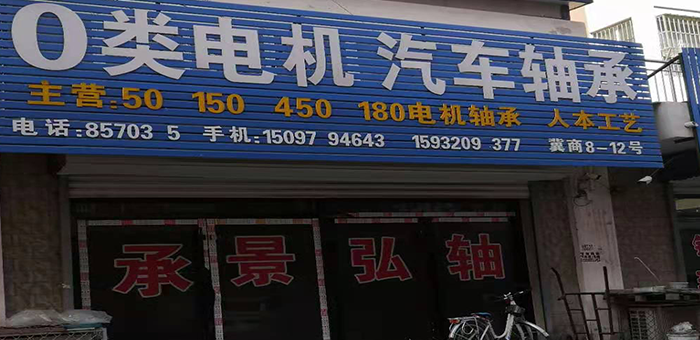 0类电机 汽车轴承
主营:50 150 450 180电机轴承 人本工艺
电话:85703 5 手机:15097 94643 1593209 377 冀商8-12号
承景弘轴